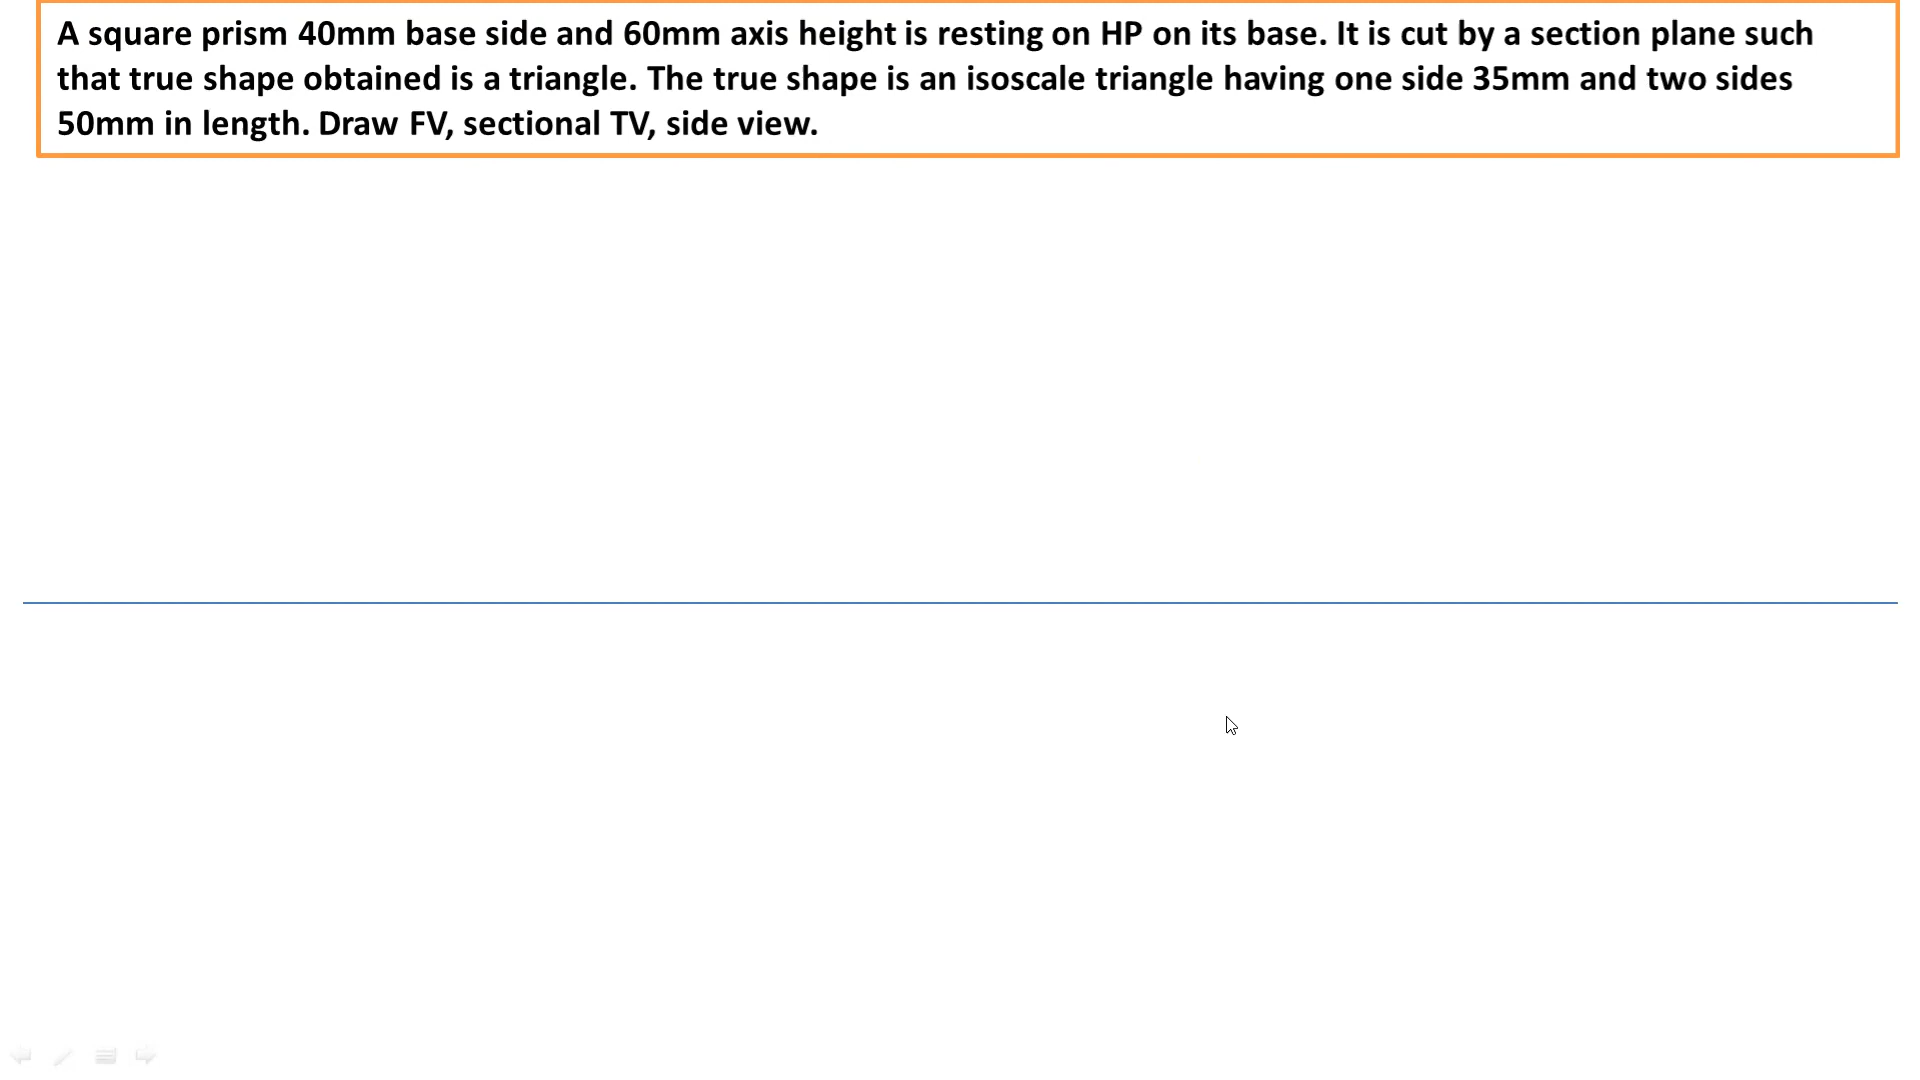 A square prism 40mm base side and 60mm axis height is resting on HP on its base. It is cut by a section plane such
that true shape obtained is a triangle. The true shape is an isoscale triangle having one side 35mm and two sides
50mm in length. Draw FV, sectional TV, side view.